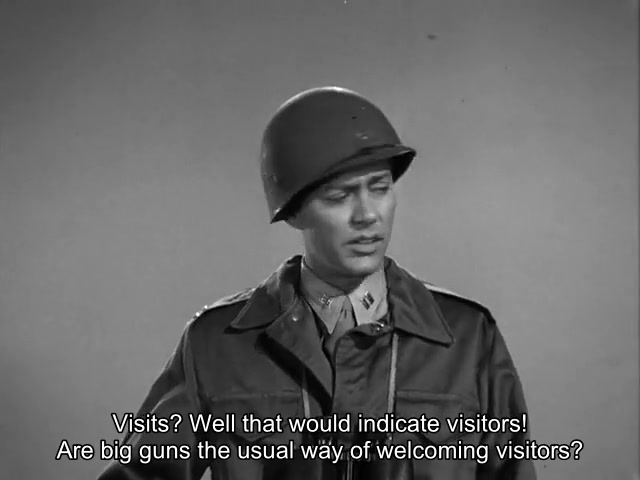 Visits? Well that would indicate visitors!
Are big guns the usual way of welcoming visitors?